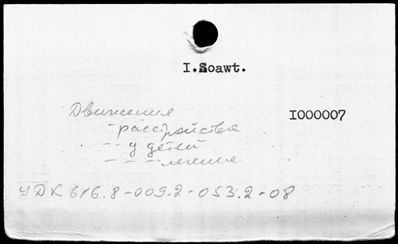 I.Soawt.
Движения
- расстройства
- - у детей
- - - лечение
I000007
УДК 616.8-009.2-053.2-08